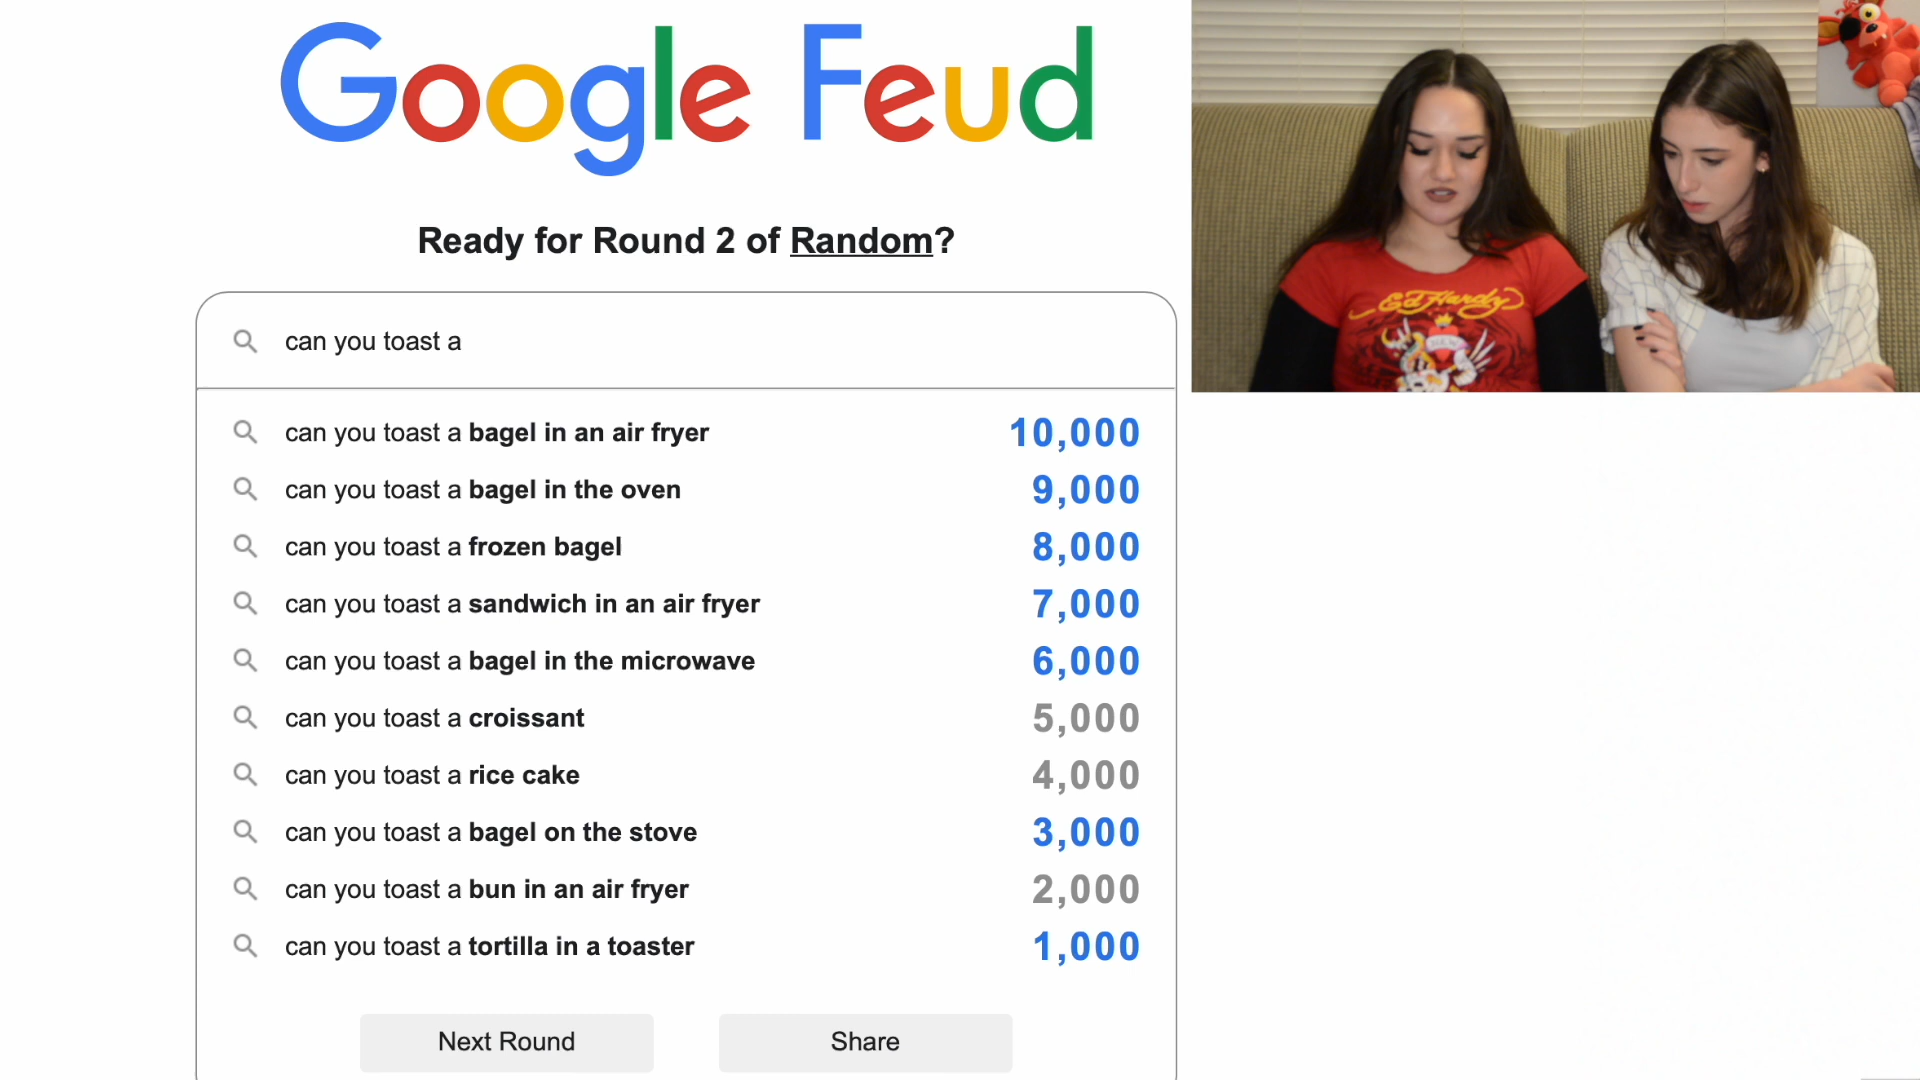 Google Feud
Ready for Round 2 of Random?
can you toast a
can you toast a bagel in an air fryer 10,000
can you toast a bagel in the oven 9,000
can you toast a frozen bagel 8,000
can you toast a sandwich in an air fryer 7,000
can you toast a bagel in the microwave 6,000
can you toast a croissant 5,000
can you toast a rice cake 4,000
can you toast a bagel on the stove 3,000
can you toast a bun in an air fryer 2,000
can you toast a tortilla in a toaster 1,000
Next Round Share
Ed Hardy